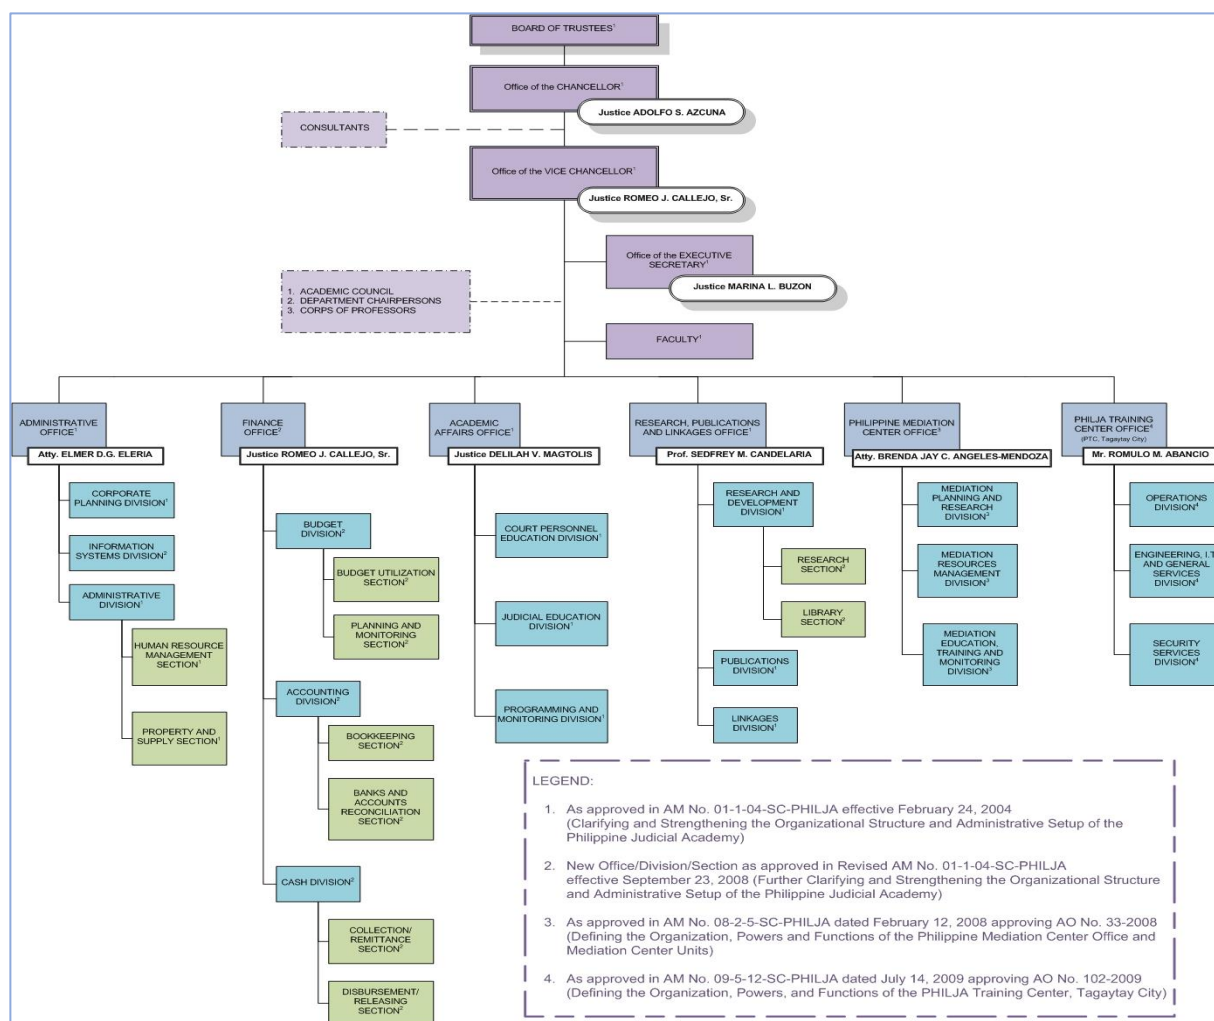 BOARD OF TRUSTEES¹
Office of the CHANCELLOR¹
Justice ADOLFO S. AZCUNA
CONSULTANTS
Office of the VICE CHANCELLOR¹
Justice ROMEO J. CALLEJO, Sr.
Office of the EXECUTIVE
SECRETARY¹
Justice MARINA L. BUZON
1. ACADEMIC COUNCIL
2. DEPARTMENT CHAIRPERSONS
3. CORPS OF PROFESSORS
FACULTY¹
ADMINISTRATIVE
OFFICE¹
Atty. ELMER D.G. ELERIA
CORPORATE
PLANNING DIVISION¹
INFORMATION
SYSTEMS DIVISION²
ADMINISTRATIVE
DIVISION¹
HUMAN RESOURCE
MANAGEMENT
SECTION¹
PROPERTY AND
SUPPLY SECTION¹
FINANCE
OFFICE²
Justice ROMEO J. CALLEJO, Sr.
BUDGET
DIVISION²
BUDGET UTILIZATION
SECTION²
PLANNING AND
MONITORING
SECTION²
ACCOUNTING
DIVISION²
BOOKKEEPING
SECTION²
BANKS AND
ACCOUNTS
RECONCILIATION
SECTION²
CASH DIVISION²
COLLECTION/
REMITTANCE
SECTION²
DISBURSEMENT/
RELEASING
SECTION²
ACADEMIC
AFFAIRS OFFICE¹
Justice DELILAH V. MAGTOLIS
COURT PERSONNEL
EDUCATION DIVISION¹
JUDICIAL EDUCATION
DIVISION¹
PROGRAMMING AND
MONITORING DIVISION¹
RESEARCH, PUBLICATIONS
AND LINKAGES OFFICE¹
Prof. SEDFREY M. CANDELARIA
RESEARCH AND
DEVELOPMENT
DIVISION¹
RESEARCH
SECTION²
LIBRARY
SECTION²
PUBLICATIONS
DIVISION¹
LINKAGES
DIVISION¹
PHILIPPINE MEDIATION
CENTER OFFICE³
Atty. BRENDA JAY C. ANGELES-MENDOZA
MEDIATION
PLANNING AND
RESEARCH
DIVISION³
MEDIATION
RESOURCES
MANAGEMENT
DIVISION³
MEDIATION
EDUCATION,
TRAINING AND
MONITORING
DIVISION³
PHILJA TRAINING
CENTER OFFICE⁴
(PTC, Tagaytay City)
Mr. ROMULO M. ABANCIO
OPERATIONS
DIVISION⁴
ENGINEERING, I.T.
AND GENERAL
SERVICES
DIVISION⁴
SECURITY
SERVICES
DIVISION⁴
LEGEND:
1. As approved in AM No. 01-1-04-SC-PHILJA effective February 24, 2004
(Clarifying and Strengthening the Organizational Structure and Administrative Setup of the
Philippine Judicial Academy)
2. New Office/Division/Section as approved in Revised AM No. 01-1-04-SC-PHILJA
effective September 23, 2008 (Further Clarifying and Strengthening the Organizational Structure
and Administrative Setup of the Philippine Judicial Academy)
3. As approved in AM No. 08-2-5-SC-PHILJA dated February 12, 2008 approving AO No. 33-2008
(Defining the Organization, Powers and Functions of the Philippine Mediation Center Office and
Mediation Center Units)
4. As approved in AM No. 09-5-12-SC-PHILJA dated July 14, 2009 approving AO No. 102-2009
(Defining the Organization, Powers, and Functions of the PHILJA Training Center, Tagaytay City)